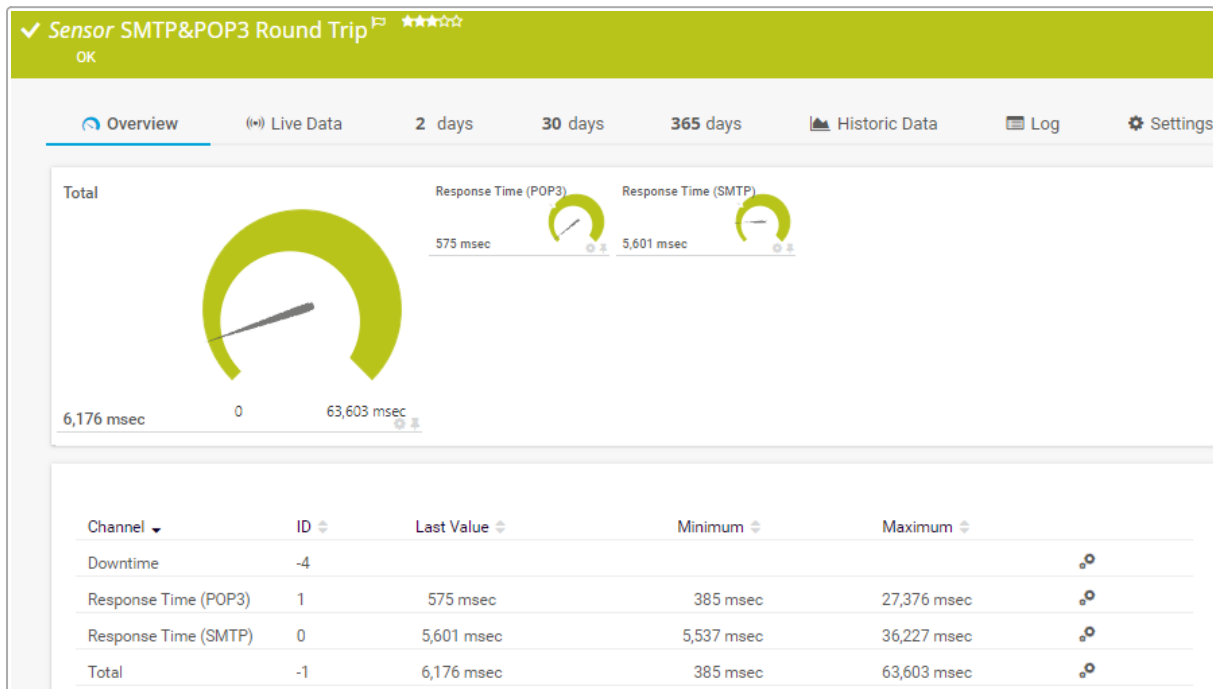 Sensor SMTP&POP3 Round Trip
OK
Overview Live Data 2 days 30 days 365 days Historic Data Log Settings
Total
Response Time (POP3) Response Time (SMTP)
575 msec 5,601 msec
0 63,603 msec
6,176 msec
Channel ID Last Value Minimum Maximum
Downtime -4
Response Time (POP3) 1 575 msec 385 msec 27,376 msec
Response Time (SMTP) 0 5,601 msec 5,537 msec 36,227 msec
Total -1 6,176 msec 385 msec 63,603 msec